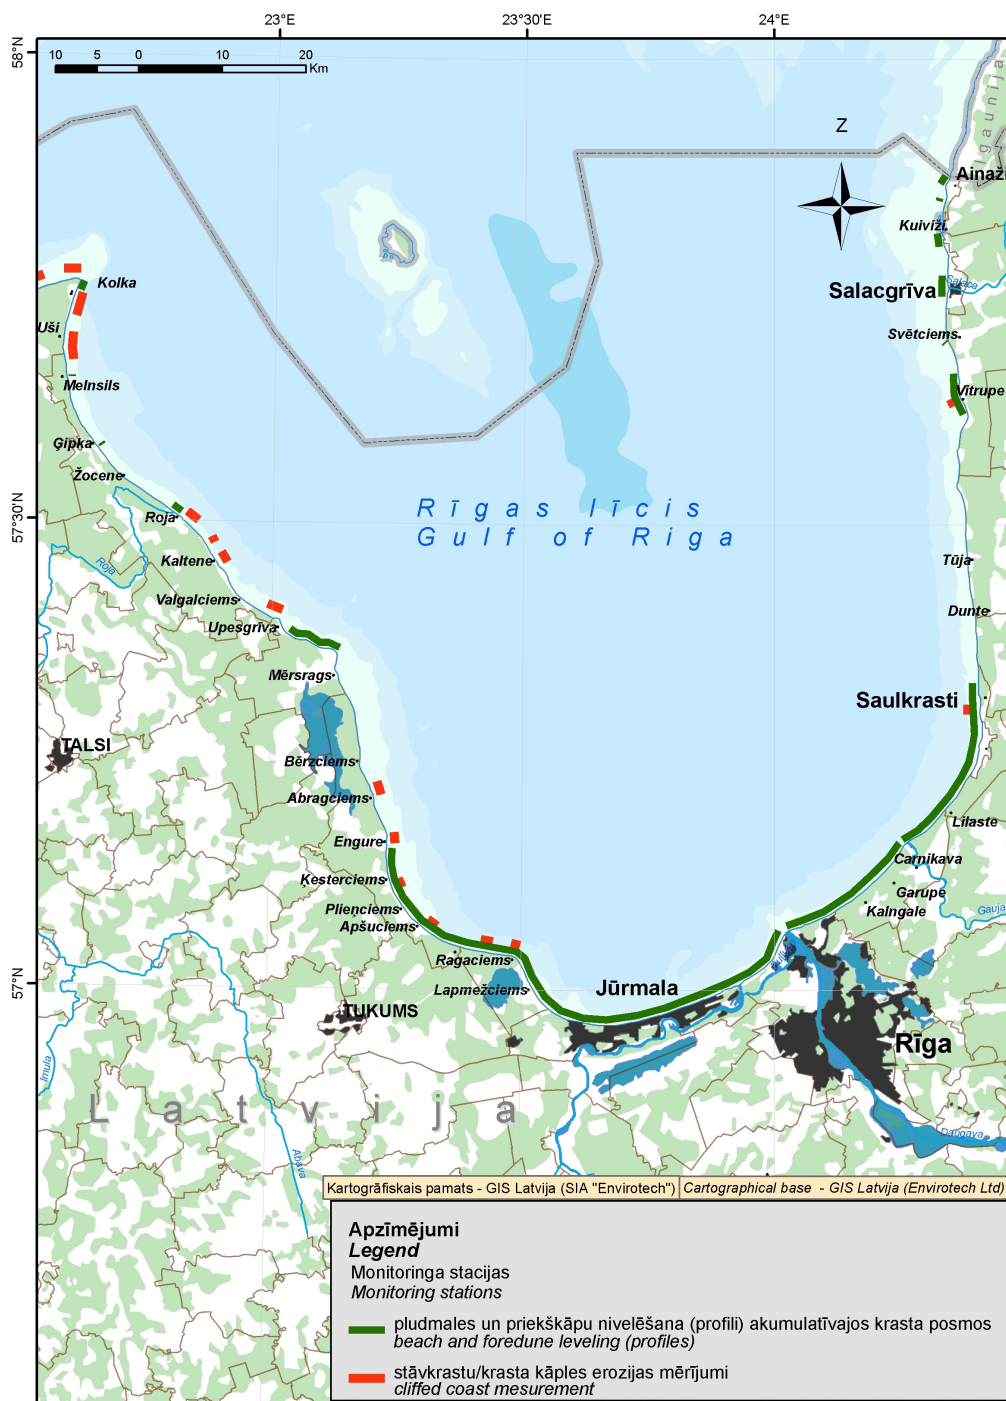 23°E 23°30'E 24°E
58°N
10 5 0 10 20
Km
Z
Igaunija
Ainaži
Kuiviži
Kolka
Salacgrīva
Salaca
Uši
Svētciems
Melnsils
Vitrupe
Ģipka
Žocene
57°30'N
Roja
Rīgas līcis
Gulf of Riga
Roja
Kaltene
Tūja
Valgalciems
Dunte
Upesgrīva
Mērsrags
Saulkrasti
TALSI
Bērzciems
Abragciems
Lilaste
Engure
Carnikava
Ķesterciems
Garupe
Kalngale
Plieņciems
Gauja
Apšuciems
Ragaciems
57°N
Lapmežciems
Jūrmala
TUKUMS
Rīga
Imula
Latvija
Daugava
Abava
Kartogrāfiskais pamats - GIS Latvija (SIA "Envirotech")
Cartographical base - GIS Latvija (Envirotech Ltd)
Apzīmējumi
Legend
Monitoringa stacijas
Monitoring stations
pludmales un priekškāpu nivelēšana (profili) akumulatīvajos krasta posmos
beach and foredune leveling (profiles)
stāvkrastu/krasta kāples erozijas mērījumi
cliffed coast mesurement